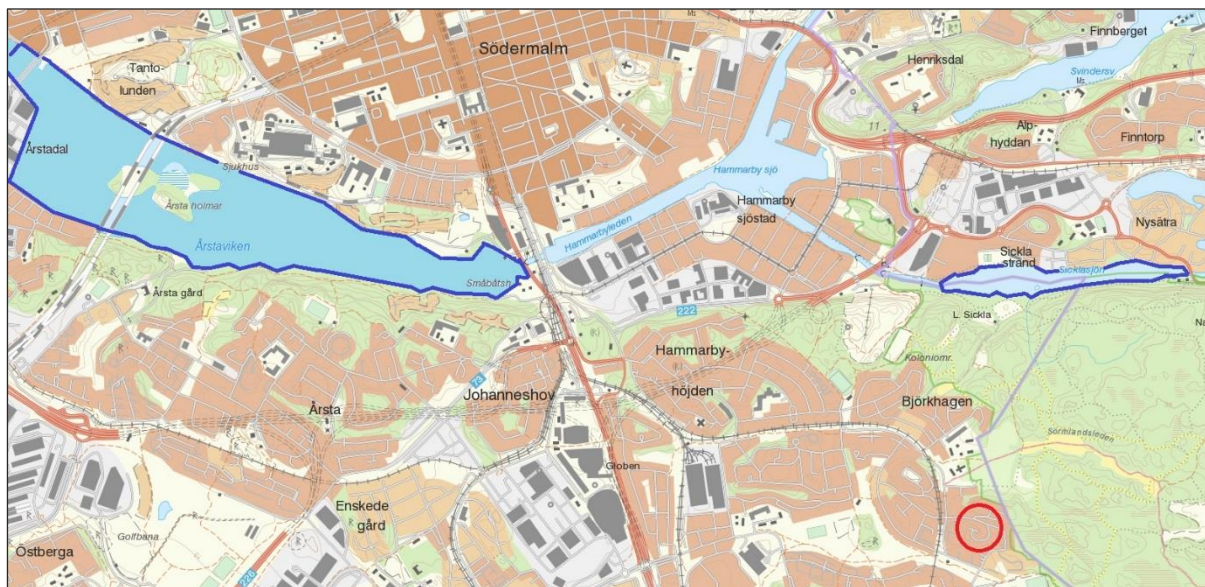 Södermalm
Finnberget
Henriksdal
Tanto-
lunden
Svindersv
11
Alp-
hyddan
Finntorp
Årstadal
Sjukhus
Hammarby sjö
Årsta holmar
Hammarby
sjöstad
Nysätra
Årstaviken
Hammarbyleden
Sickla
strand
Sicklasjön
Småbåtsh
Årsta gård
222
L. Sickla
Hammarby-
höjden
Koloniomr.
73
Johanneshov
Björkhagen
Årsta
Sörmlandsleden
Groben
Enskede
gård
Golfbana
Östberga
226